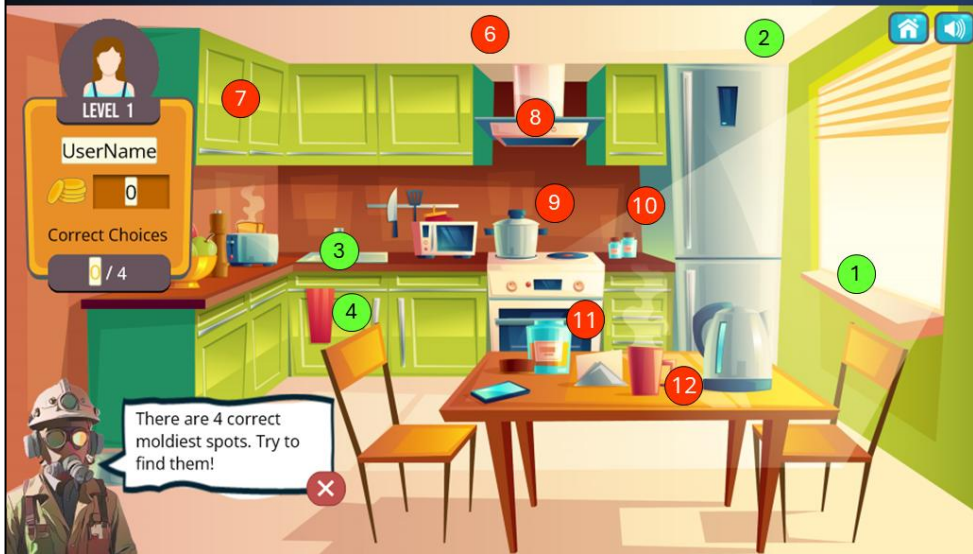 LEVEL 1
UserName
0
Correct Choices
0 / 4
There are 4 correct
moldiest spots. Try to
find them!
6
2
7
8
9
10
3
1
4
11
12